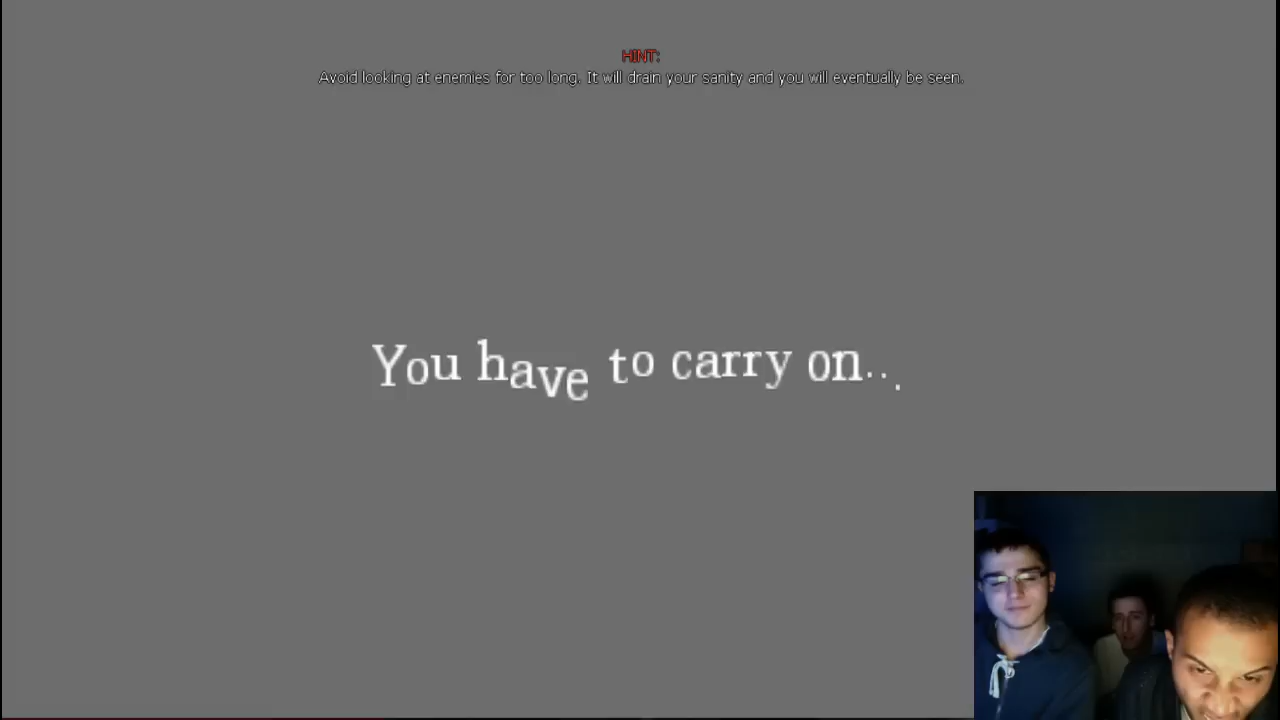 HINT:
Avoid looking at enemies for too long. It will drain your sanity and you will eventually be seen.
You have to carry on...